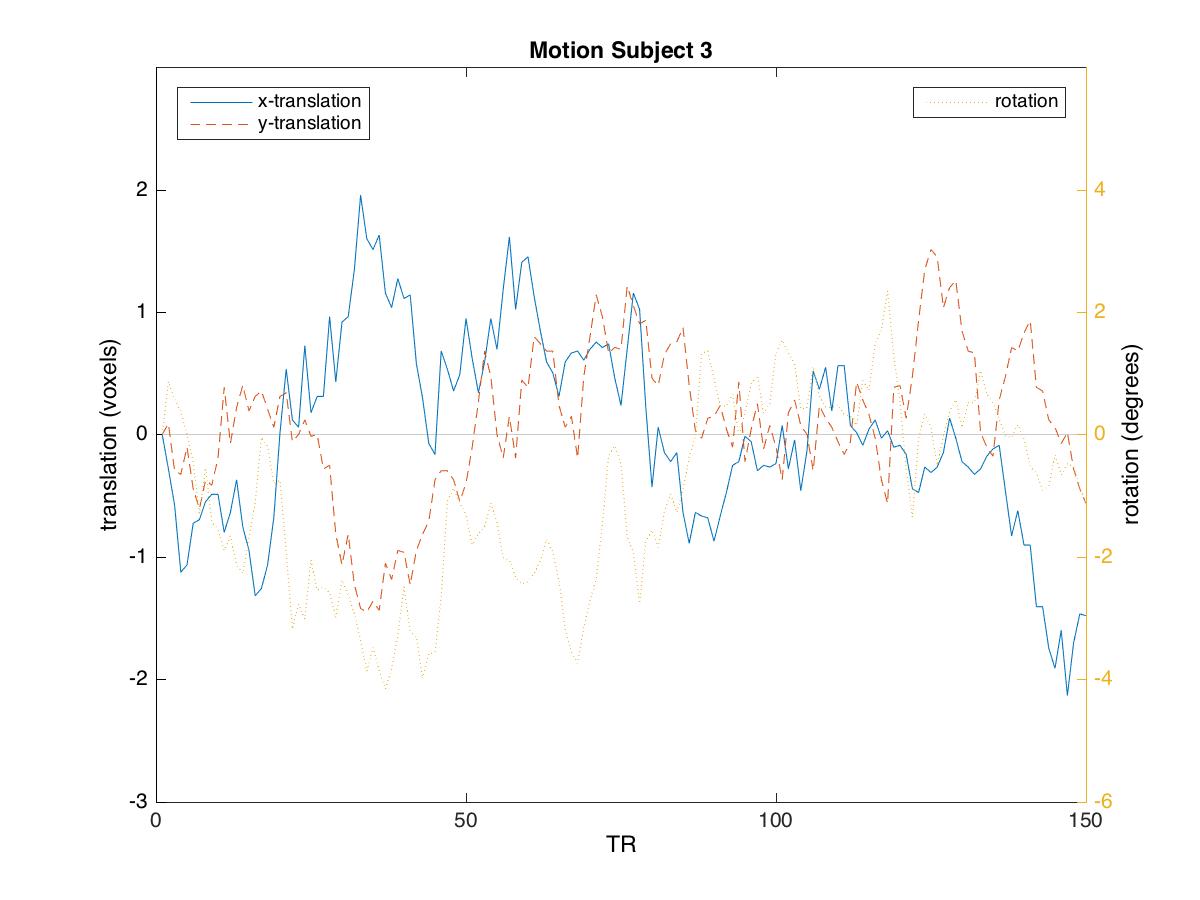 Motion Subject 3
x-translation
y-translation
rotation
2
1
0
-1
-2
-3
translation (voxels)
4
2
0
-2
-4
-6
rotation (degrees)
0
50
100
150
TR